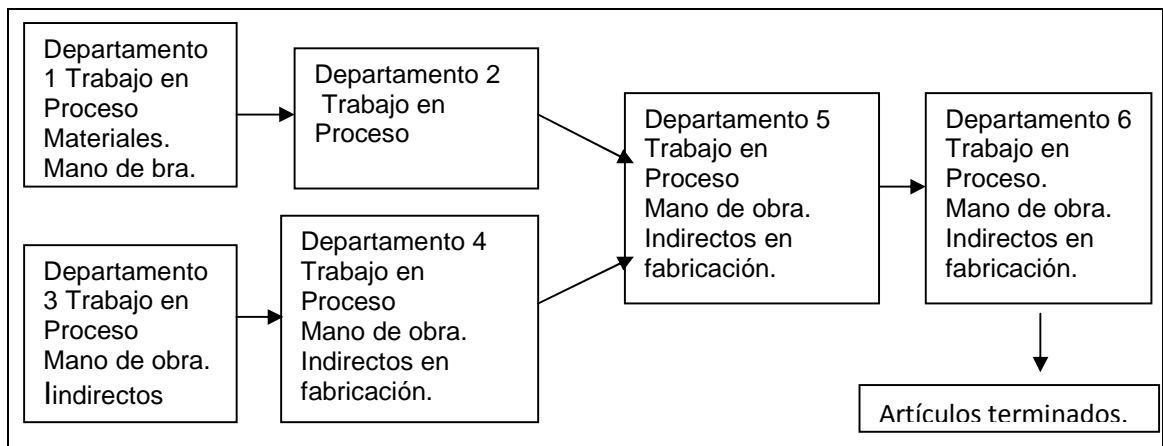 Departamento
1 Trabajo en
Proceso
Materiales.
Mano de bra.
Departamento 2
Trabajo en
Proceso
Departamento
3 Trabajo en
Proceso
Mano de obra.
Iindirectos
Departamento 4
Trabajo en
Proceso
Mano de obra.
Indirectos en
fabricación.
Departamento 5
Trabajo en
Proceso
Mano de obra.
Indirectos en
fabricación.
Departamento 6
Trabajo en
Proceso.
Mano de obra.
Indirectos en
fabricación.
Artículos terminados.